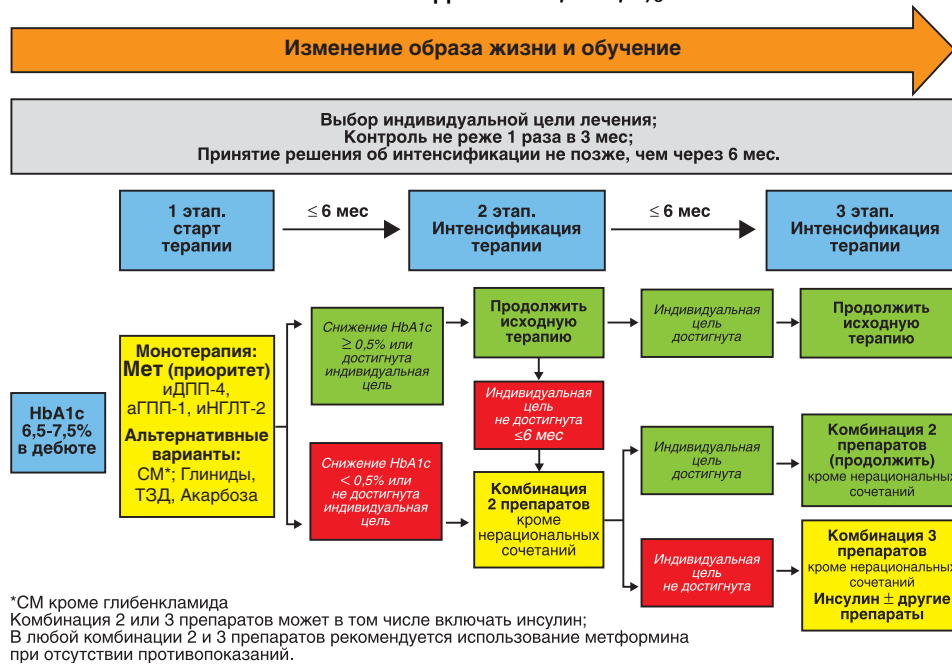 Изменение образа жизни и обучение
Выбор индивидуальной цели лечения;
Контроль не реже 1 раза в 3 мес;
Принятие решения об интенсификации не позже, чем через 6 мес.
1 этап.
старт
терапии
≤ 6 мес
2 этап.
Интенсификация
терапии
≤ 6 мес
3 этап.
Интенсификация
терапии
HbA1c
6,5-7,5%
в дебюте
Монотерапия:
Мет (приоритет)
иДПП-4,
аГПП-1, иНГЛТ-2
Альтернативные
варианты:
СМ*; Глиниды,
ТЗД, Акарбоза
Снижение HbA1c
≥ 0,5% или
достигнута
индивидуальная
цель
Продолжить
исходную
терапию
Индивидуальная
цель
достигнута
Продолжить
исходную
терапию
Индивидуальная
цель
не достигнута
≤6 мес
Снижение HbA1c
< 0,5% или
не достигнута
индивидуальная
цель
Комбинация
2 препаратов
кроме
нерациональных
сочетаний
Индивидуальная
цель
достигнута
Комбинация 2
препаратов
(продолжить)
кроме нерациональных
сочетаний
Индивидуальная
цель
не достигнута
Комбинация 3
препаратов
кроме нерациональных
сочетаний
Инсулин ± другие
препараты
*СМ кроме глибенкламида
Комбинация 2 или 3 препаратов может в том числе включать инсулин;
В любой комбинации 2 и 3 препаратов рекомендуется использование метформина
при отсутствии противопоказаний.